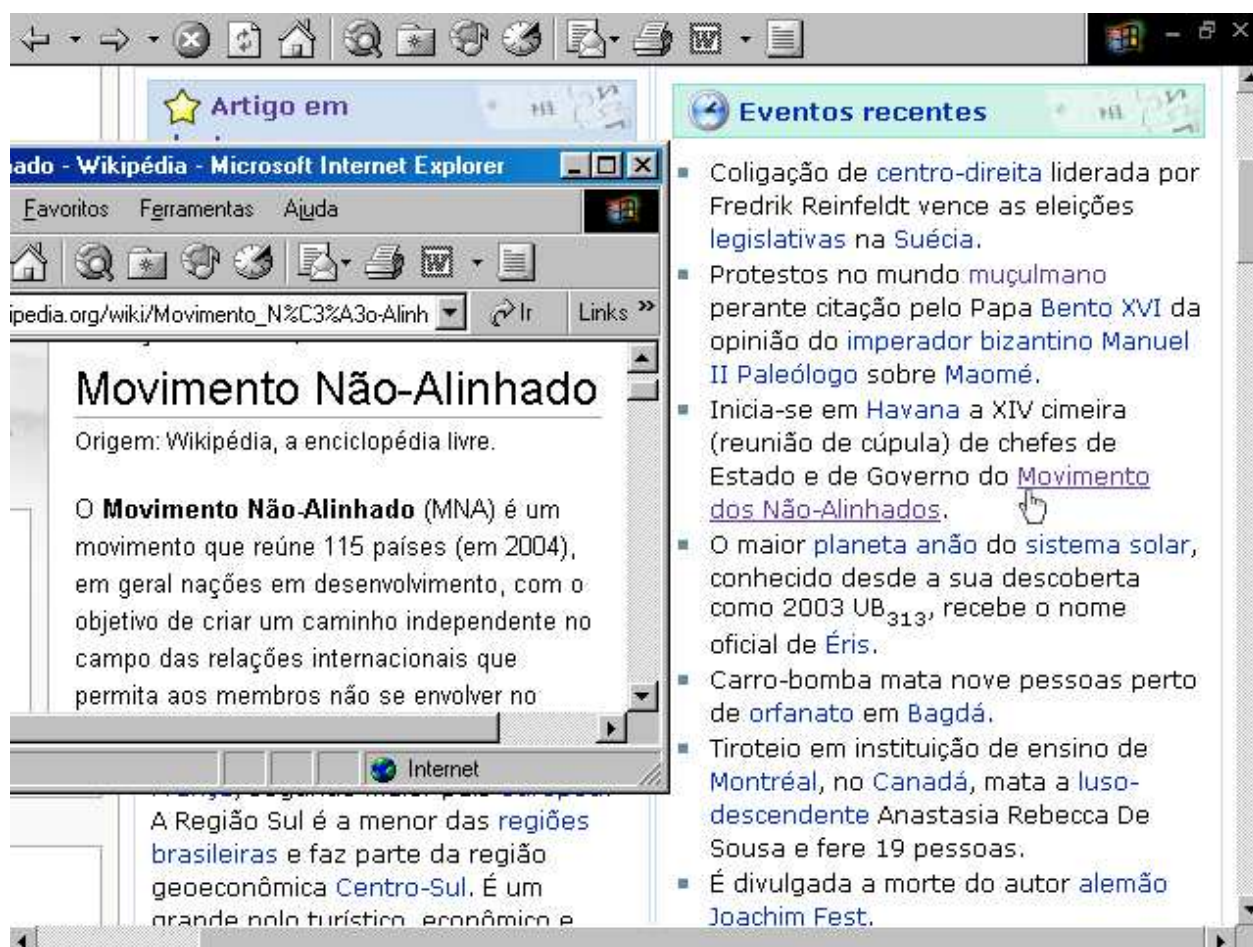 Artigo em
ado - Wikipédia - Microsoft Internet Explorer
Favoritos Ferramentas Ajuda
ipedia.org/wiki/Movimento_N%C3%A3o-Alinh Ir Links »
Movimento Não-Alinhado
Origem: Wikipédia, a enciclopédia livre.
O Movimento Não-Alinhado (MNA) é um
movimento que reúne 115 países (em 2004),
em geral nações em desenvolvimento, com o
objetivo de criar um caminho independente no
campo das relações internacionais que
permita aos membros não se envolver no
Internet
A Região Sul é a menor das regiões
brasileiras e faz parte da região
geoeconômica Centro-Sul. É um
grande polo turístico, econômico e
Eventos recentes
Coligação de centro-direita liderada por
Fredrik Reinfeldt vence as eleições
legislativas na Suécia.
Protestos no mundo muçulmano
perante citação pelo Papa Bento XVI da
opinião do imperador bizantino Manuel
II Paleólogo sobre Maomé.
Inicia-se em Havana a XIV cimeira
(reunião de cúpula) de chefes de
Estado e de Governo do Movimento
dos Não-Alinhados.
O maior planeta anão do sistema solar,
conhecido desde a sua descoberta
como 2003 UB313, recebe o nome
oficial de Éris.
Carro-bomba mata nove pessoas perto
de orfanato em Bagdá.
Tiroteio em instituição de ensino de
Montréal, no Canadá, mata a luso-
descendente Anastasia Rebecca De
Sousa e fere 19 pessoas.
É divulgada a morte do autor alemão
Joachim Fest.